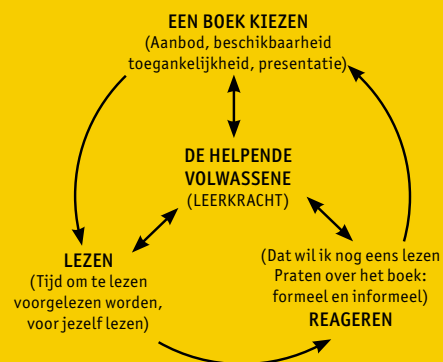 EEN BOEK KIEZEN
(Aanbod, beschikbaarheid
toegankelijkheid, presentatie)
DE HELPENDE
VOLWASSENE
(LEERKRACHT)
LEZEN
(Tijd om te lezen
voorgelezen worden,
voor jezelf lezen)
(Dat wil ik nog eens lezen
Praten over het boek:
formeel en informeel)
REAGEREN